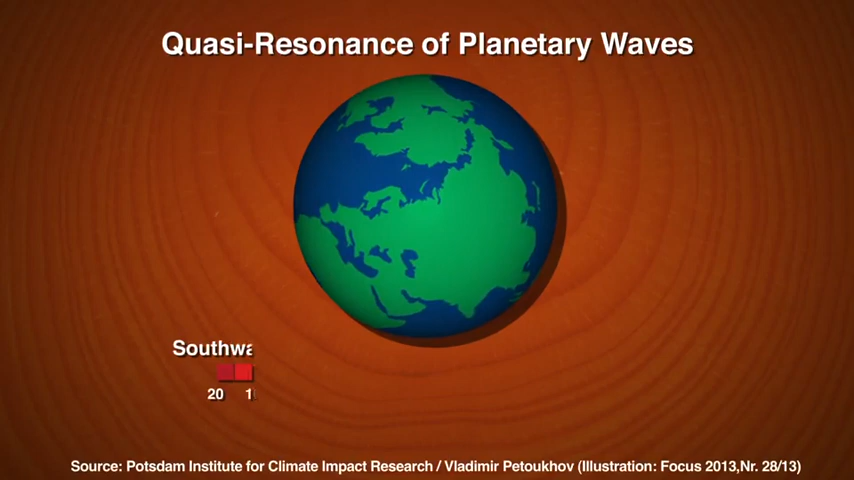 Quasi-Resonance of Planetary Waves
20
Source: Potsdam Institute for Climate Impact Research / Vladimir Petoukhov (Illustration: Focus 2013,Nr. 28/13)